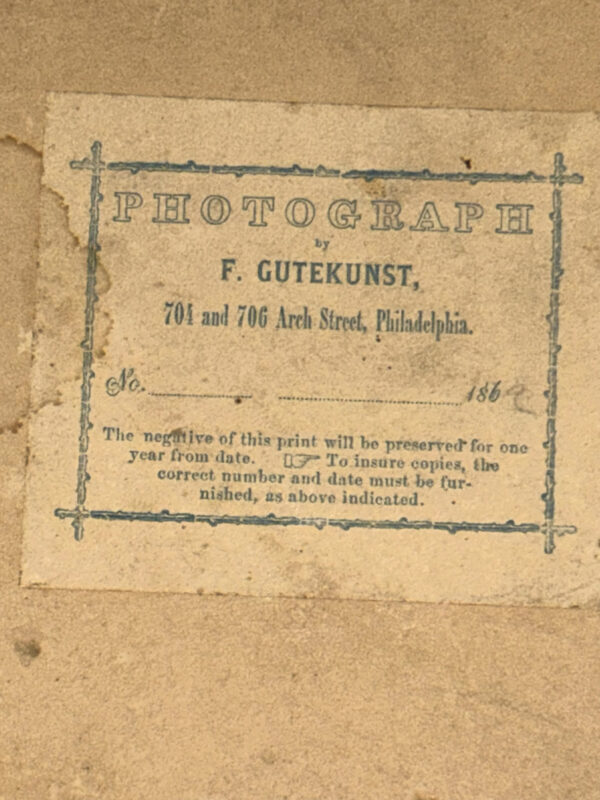 PHOTOGRAPH
by
F. GUTEKUNST,
704 and 706 Arch Street, Philadelphia.
No. 186
The negative of this print will be preserved for one
year from date. ☞ To insure copies, the
correct number and date must be fur-
nished, as above indicated.